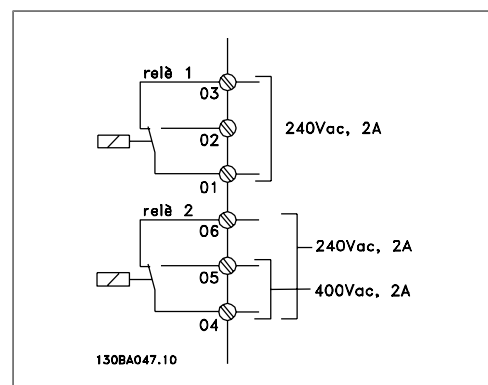 relè 1
03
02
240Vac, 2A
01
relè 2
06
240Vac, 2A
05
400Vac, 2A
04
130BA047.10